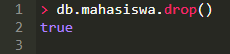 1 > db.mahasiswa.drop()
2 true
3